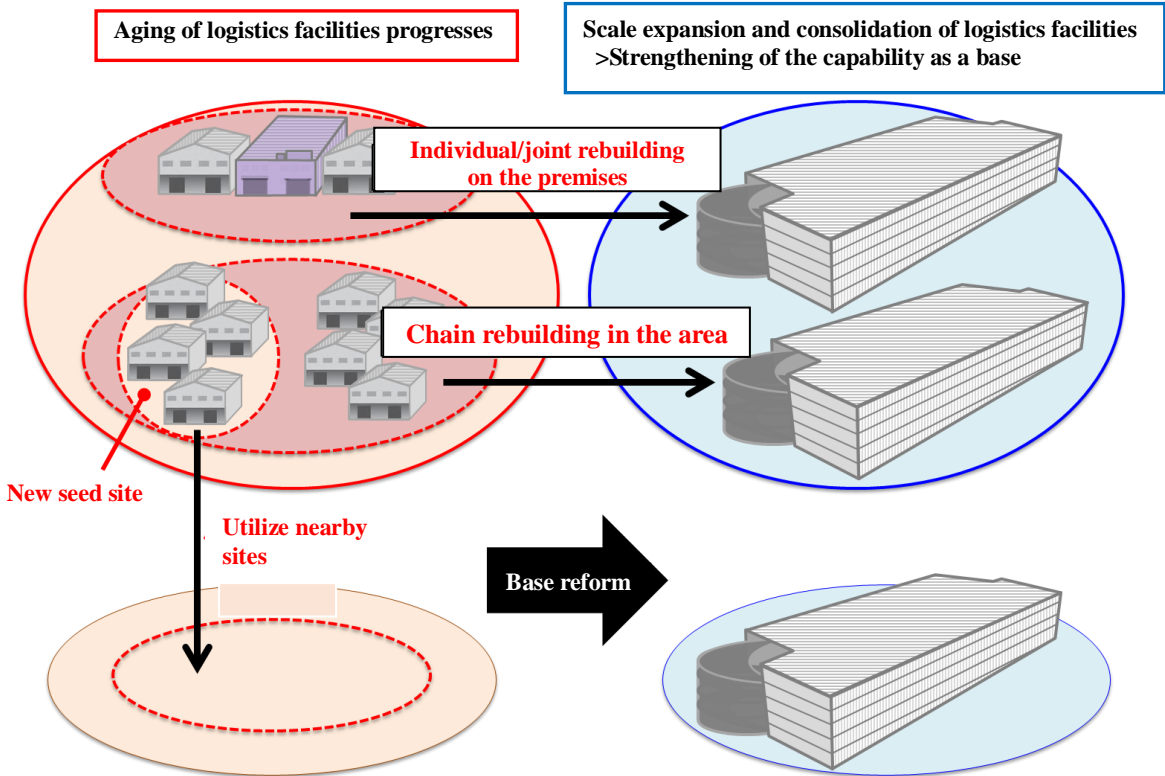 Aging of logistics facilities progresses
Scale expansion and consolidation of logistics facilities
>Strengthening of the capability as a base
Individual/joint rebuilding
on the premises
Chain rebuilding in the area
New seed site
Utilize nearby
sites
Base reform